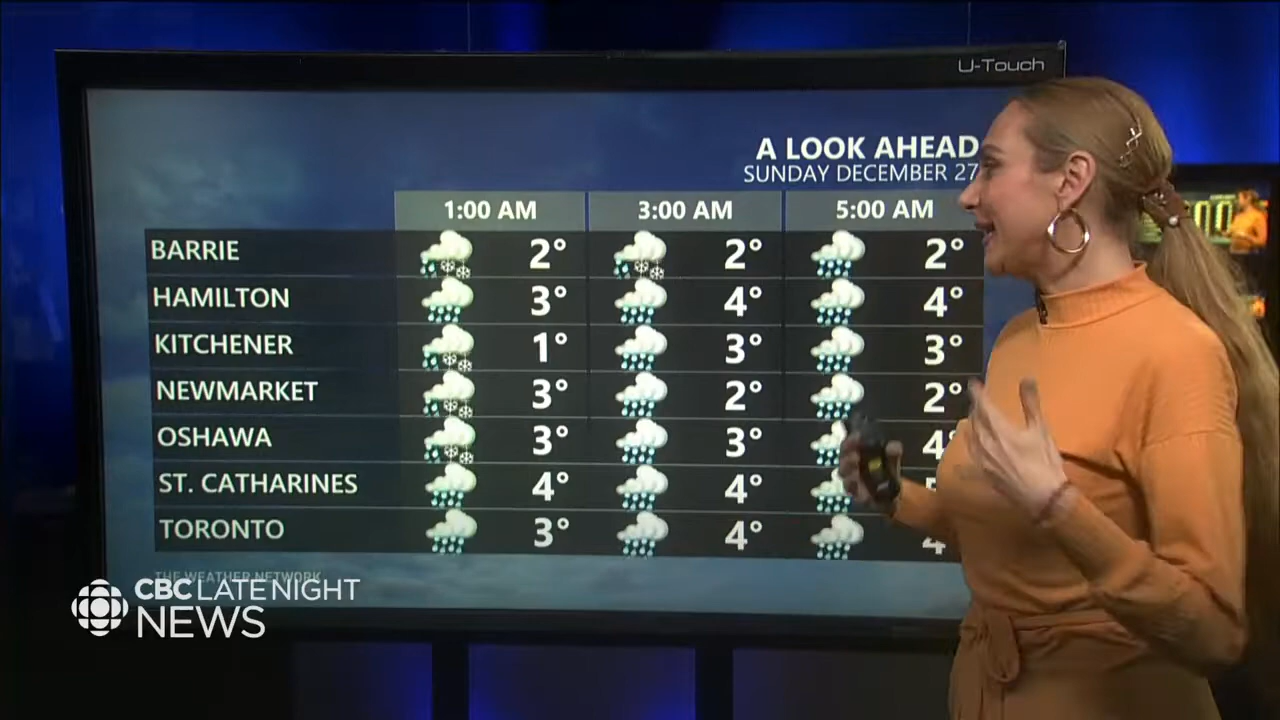 U-Touch
A LOOK AHEAD
SUNDAY DECEMBER 27
1:00 AM 3:00 AM 5:00 AM
BARRIE 2° 2° 2°
HAMILTON 3° 4° 4°
KITCHENER 1° 3° 3°
NEWMARKET 3° 2° 2°
OSHAWA 3° 3° 4°
ST. CATHARINES 4° 4°
TORONTO 3° 4° 4
THE WEATHER NETWORK
CBC LATE NIGHT
NEWS